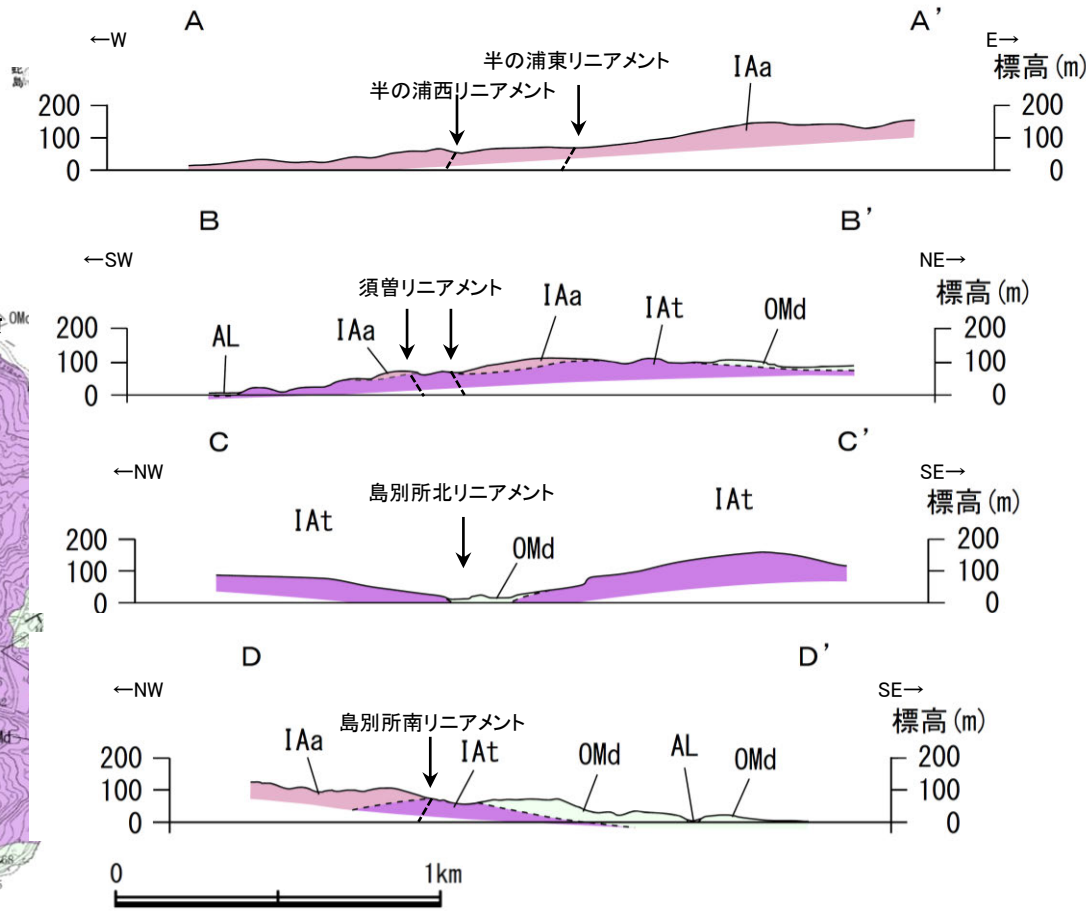 A A'
←W E→
半の浦東リニアメント IAa 標高(m)
半の浦西リニアメント
200 200
100 100
0 0
B B'
←SW NE→
須曽リニアメント 標高(m)
AL IAa IAa IAt OMd
200 200
100 100
0 0
C C'
←NW SE→
島別所北リニアメント 標高(m)
IAt OMd IAt
200 200
100 100
0 0
D D'
←NW SE→
島別所南リニアメント 標高(m)
IAa IAt OMd AL OMd
200 200
100 100
0 0
0 1km